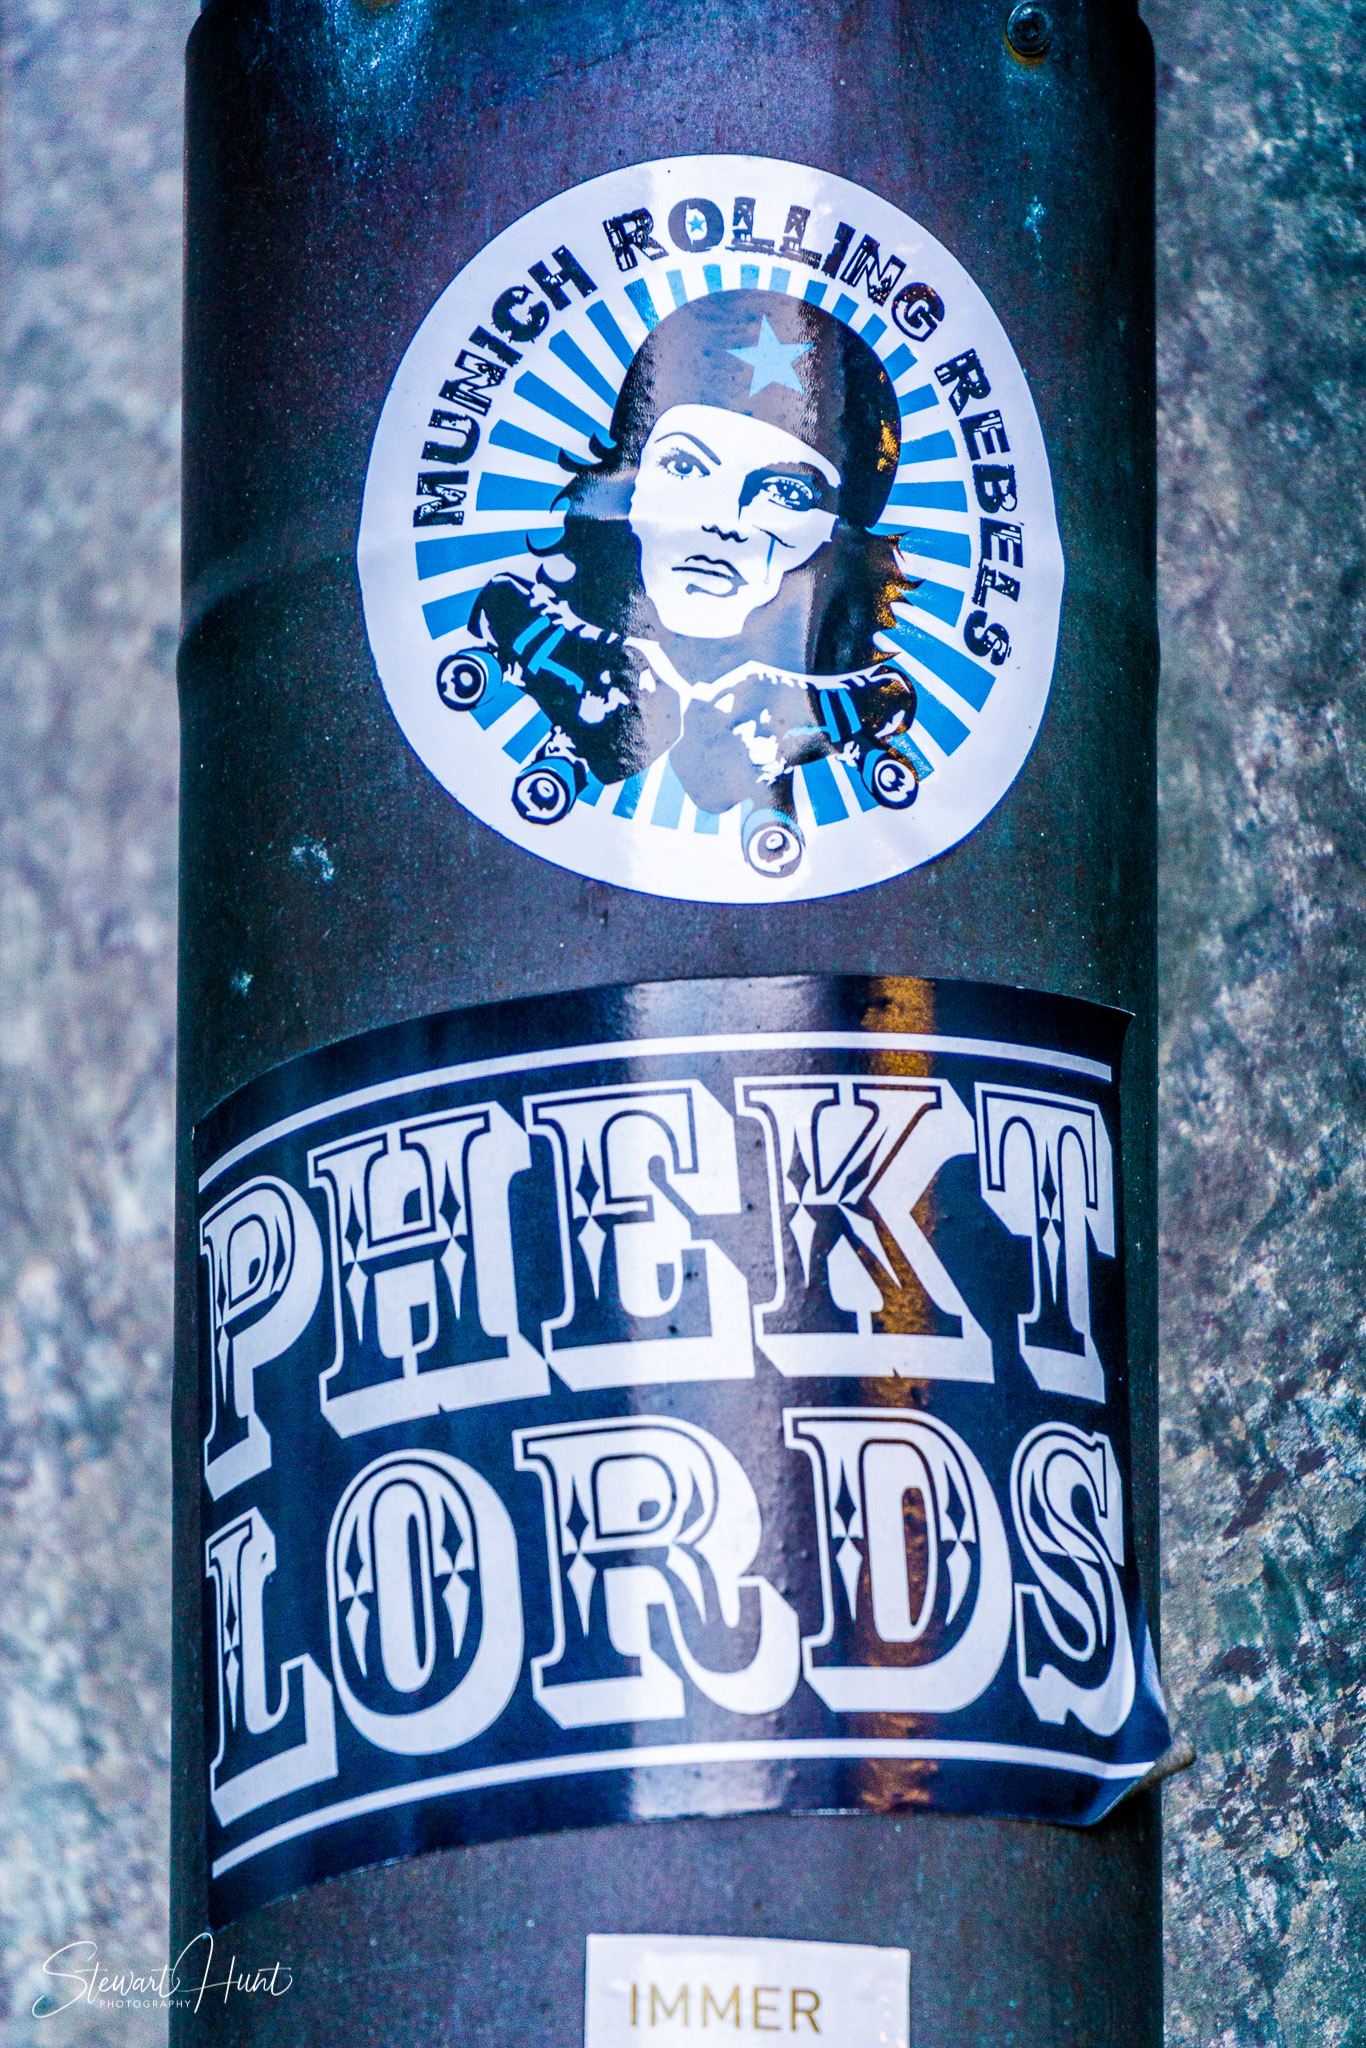 MUNICH ROLLING REBELS
PHEKT
LORDS
IMMER
Stewart Hunt
PHOTOGRAPHY